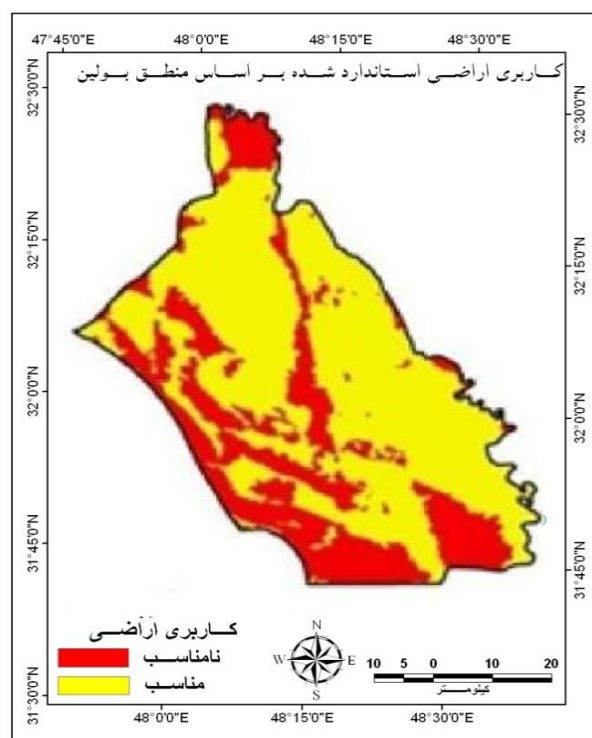 47°45'0"E 48°0'0"E 48°15'0"E 48°30'0"E
کاربری اراضی استاندارد شده بر اساس منطق بولین
32°30'0"N 32°30'0"N
32°15'0"N 32°15'0"N
32°0'0"N 32°0'0"N
31°45'0"N 31°45'0"N
31°30'0"N
کاربری اراضی
نامناسب
مناسب
N
W E
S
10 5 0 10 20
کیلومتر
48°0'0"E 48°15'0"E 48°30'0"E